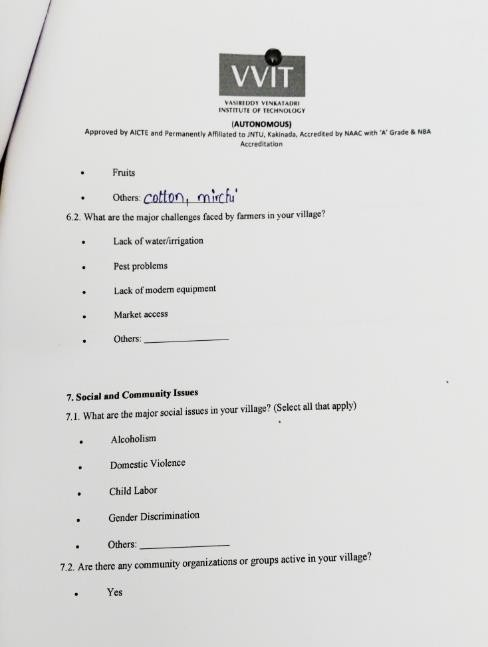 VVIT
VASIREDDY VENKATADRI
INSTITUTE OF TECHNOLOGY
(AUTONOMOUS)
Approved by AICTE and Permanently Affiliated to JNTU, Kakinada, Accredited by NAAC with 'A' Grade & NBA
Accreditation
• Fruits
• Others: cotton, mirchi
6.2. What are the major challenges faced by farmers in your village?
• Lack of water/irrigation
• Pest problems
• Lack of modern equipment
• Market access
• Others: ____________
7. Social and Community Issues
7.1. What are the major social issues in your village? (Select all that apply)
• Alcoholism
• Domestic Violence
• Child Labor
• Gender Discrimination
• Others: ____________
7.2. Are there any community organizations or groups active in your village?
• Yes